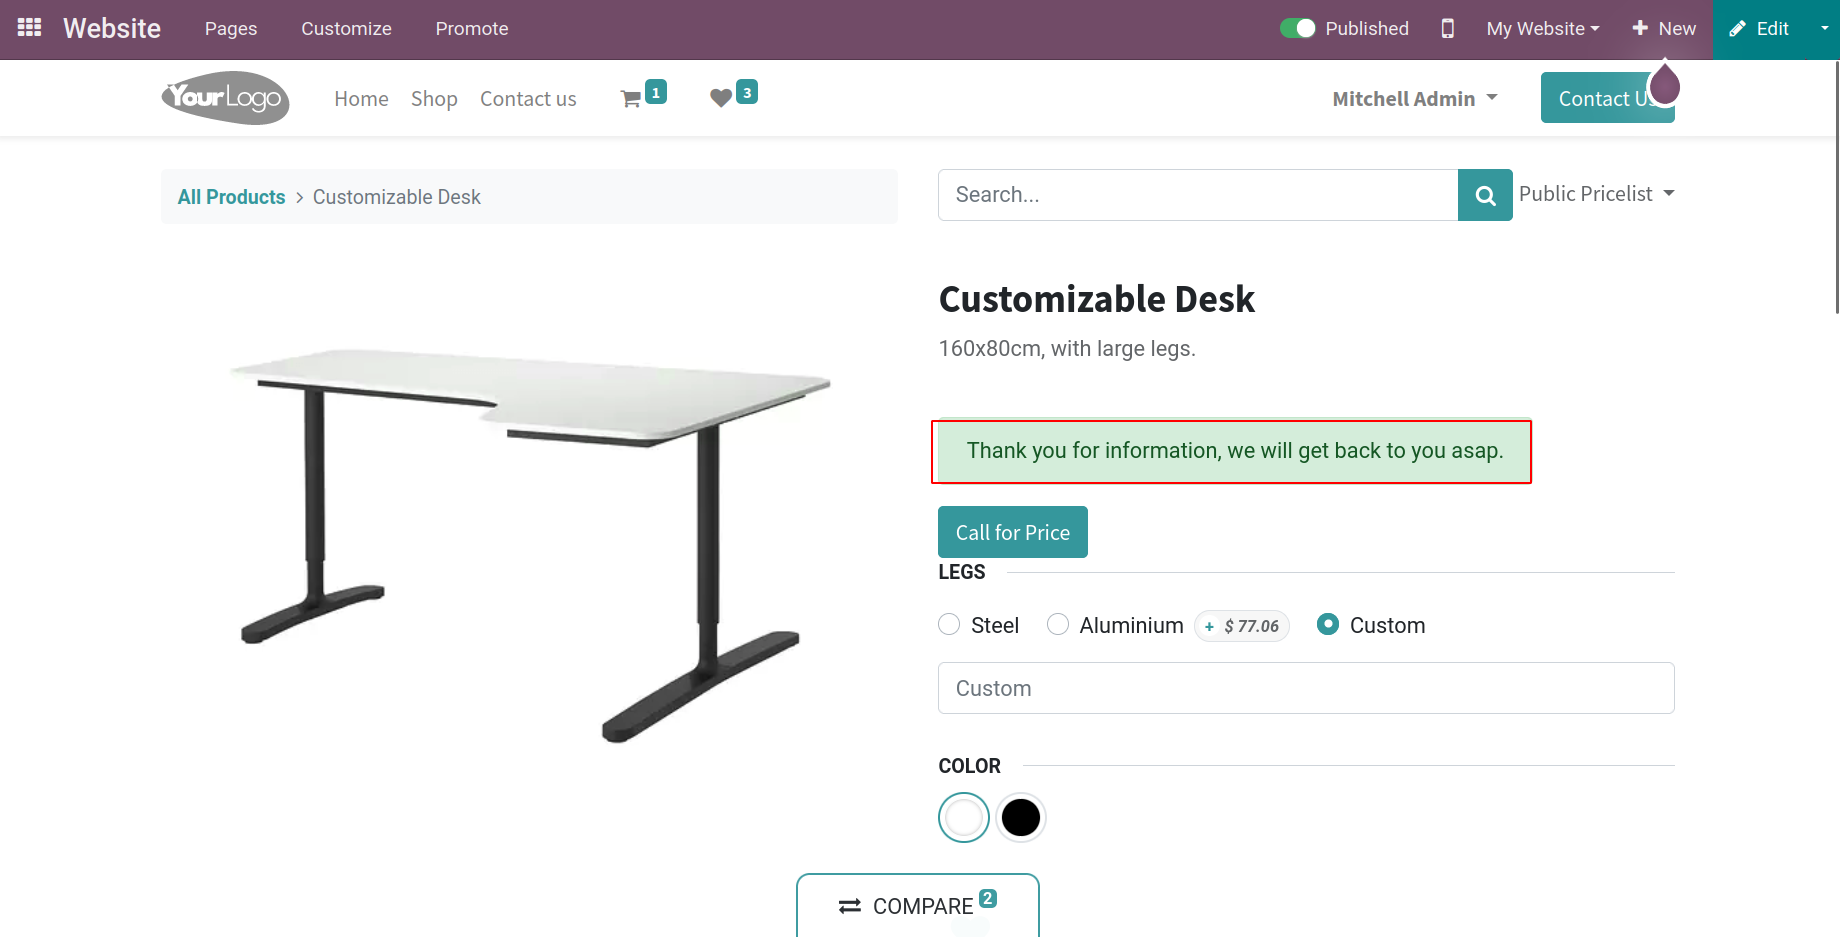 Website Pages Customize Promote Published My Website New Edit
YourLogo Home Shop Contact us 1 3 Mitchell Admin Contact Us
All Products > Customizable Desk
Search... Public Pricelist
Customizable Desk
160x80cm, with large legs.
Thank you for information, we will get back to you asap.
Call for Price
LEGS
Steel Aluminium + $ 77.06 Custom
Custom
COLOR
COMPARE 2